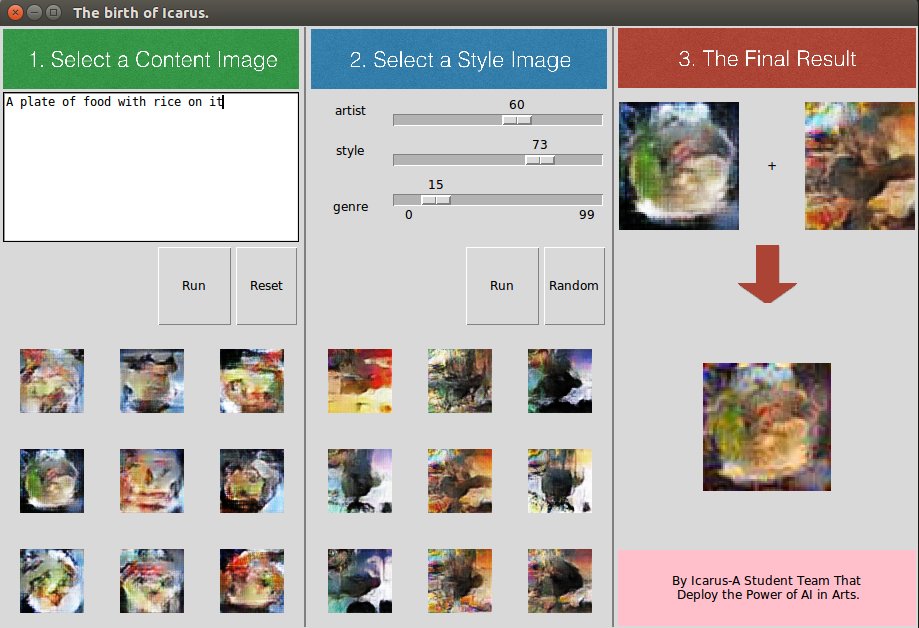 The birth of Icarus.
1. Select a Content Image
A plate of food with rice on it
Run
Reset
2. Select a Style Image
artist
60
style
73
genre
15
0
99
Run
Random
3. The Final Result
+
By Icarus-A Student Team That
Deploy the Power of AI in Arts.